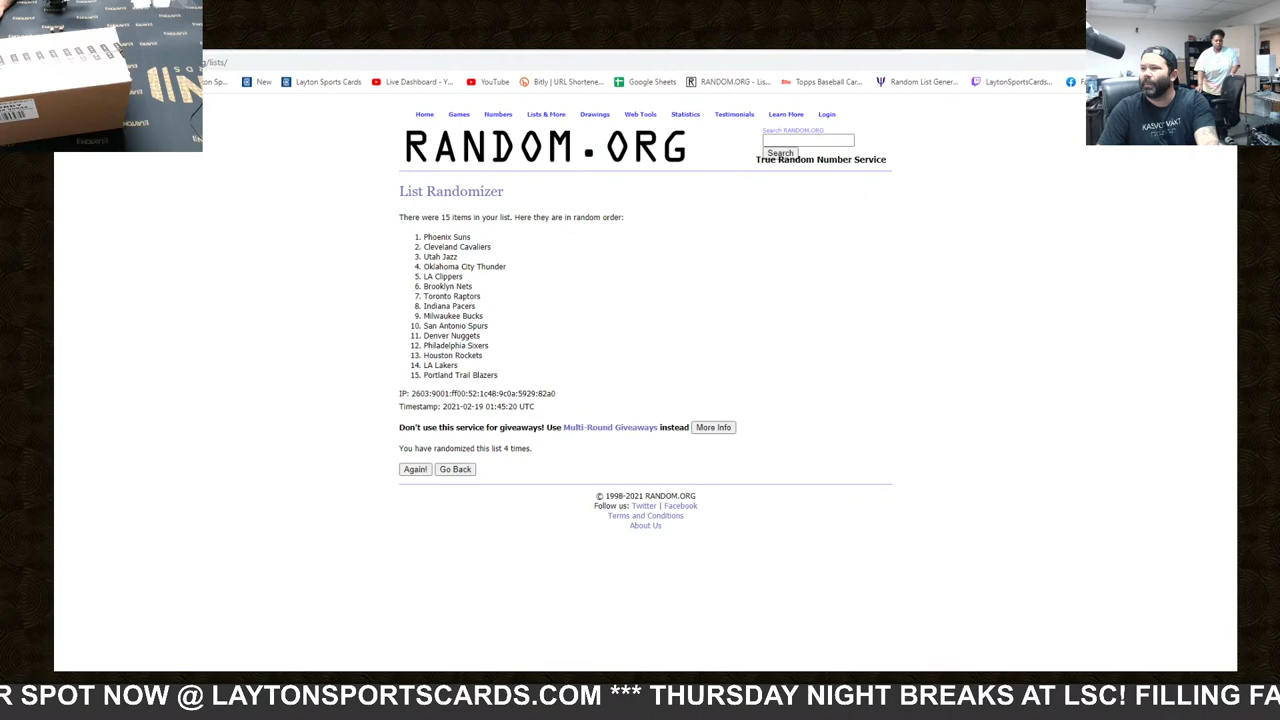 g/lists/
on Sp...
New
Layton Sports Cards
Live Dashboard - Y...
YouTube
Bitly | URL Shortene...
Google Sheets
RANDOM.ORG - Lis...
Topps Baseball Car...
Random List Gener...
LaytonSportsCards...
Fa
Home Games Numbers Lists & More Drawings Web Tools Statistics Testimonials Learn More Login
Search RANDOM.ORG
RANDOM.ORG
Search
True Random Number Service
List Randomizer
There were 15 items in your list. Here they are in random order:
1. Phoenix Suns
2. Cleveland Cavaliers
3. Utah Jazz
4. Oklahoma City Thunder
5. LA Clippers
6. Brooklyn Nets
7. Toronto Raptors
8. Indiana Pacers
9. Milwaukee Bucks
10. San Antonio Spurs
11. Denver Nuggets
12. Philadelphia Sixers
13. Houston Rockets
14. LA Lakers
15. Portland Trail Blazers
IP: 2603:9001:ff00:52:1c48:9c0a:5929:82a0
Timestamp: 2021-02-19 01:45:20 UTC
Don't use this service for giveaways! Use Multi-Round Giveaways instead More Info
You have randomized this list 4 times.
Again! Go Back
© 1998-2021 RANDOM.ORG
Follow us: Twitter | Facebook
Terms and Conditions
About Us
R SPOT NOW @ LAYTONSPORTSCARDS.COM *** THURSDAY NIGHT BREAKS AT LSC! FILLING FA